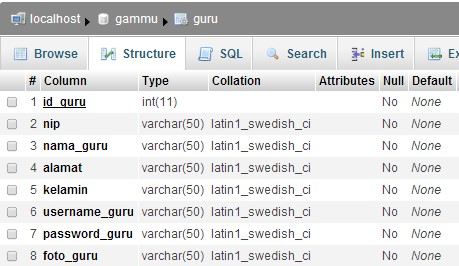 localhost gammu guru
Browse Structure SQL Search Insert Ex
# Column Type Collation Attributes Null Default
1 id_guru int(11) No None
2 nip varchar(50) latin1_swedish_ci No None
3 nama_guru varchar(50) latin1_swedish_ci No None
4 alamat varchar(50) latin1_swedish_ci No None
5 kelamin varchar(50) latin1_swedish_ci No None
6 username_guru varchar(50) latin1_swedish_ci No None
7 password_guru varchar(50) latin1_swedish_ci No None
8 foto_guru varchar(50) latin1_swedish_ci No None